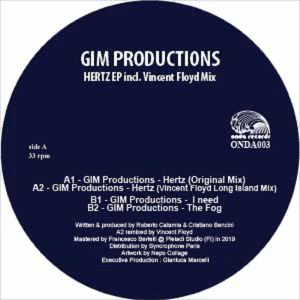 GIM PRODUCTIONS
HERTZ EP incl. Vincent Floyd Mix
onda records
ONDA003
side A
33 rpm
A1 - GIM Productions - Hertz (Original Mix)
A2 - GIM Productions - Hertz (Vincent Floyd Long Island Mix)
B1 - GIM Productions - I need
B2 - GIM Productions - The Fog
Written & produced by Roberto Calamia & Cristiano Bencini
A2 remixed by Vincent Floyd
Mastered by Francesco Bertelli @ Pleiadi Studio (Fi) in 2019
Distribution by Syncrophone Paris
Artwork by Nepo Collage
Executive Production : Gianluca Marcelli